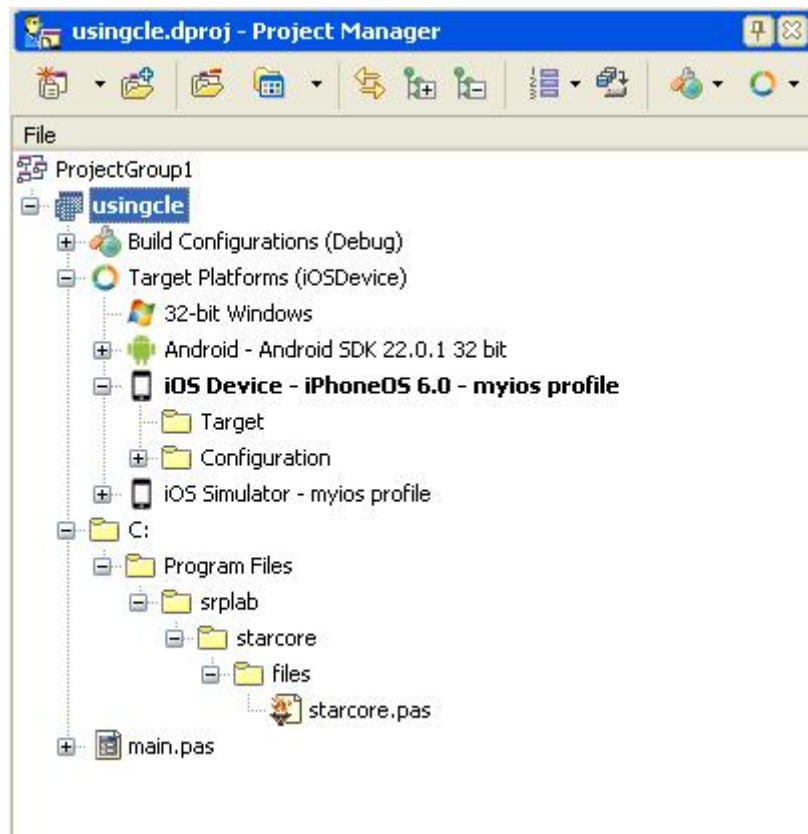 usingcle.dproj - Project Manager
File
ProjectGroup1
usingcle
Build Configurations (Debug)
Target Platforms (iOSDevice)
32-bit Windows
Android - Android SDK 22.0.1 32 bit
iOS Device - iPhoneOS 6.0 - myios profile
Target
Configuration
iOS Simulator - myios profile
C:
Program Files
srplab
starcore
files
starcore.pas
main.pas